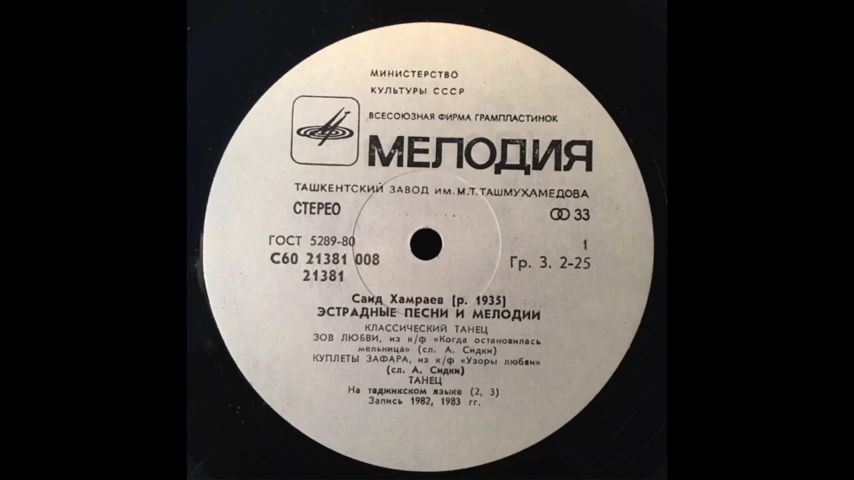 МИНИСТЕРСТВО
КУЛЬТУРЫ СССР
ВСЕСОЮЗНАЯ ФИРМА ГРАМПЛАСТИНОК
МЕЛОДИЯ
ТАШКЕНТСКИЙ ЗАВОД ИМ. М.Т. ТАШМУХАМЕДОВА
СТЕРЕО 33
ГОСТ 5289-80 1
С60 21381 008 Гр. 3. 2-25
21381
Саид Хамраев (р. 1935)
ЭСТРАДНЫЕ ПЕСНИ И МЕЛОДИИ
КЛАССИЧЕСКИЙ ТАНЕЦ
ЗОВ ЛЮБВИ, из к/ф «Когда остановилась
мельница» (сл. А. Сидки)
КУПЛЕТЫ ЗАФАРА, из к/ф «Узоры любви»
(сл. А. Сидки)
ТАНЕЦ
На таджикском языке (2, 3)
Запись 1982, 1983 гг.